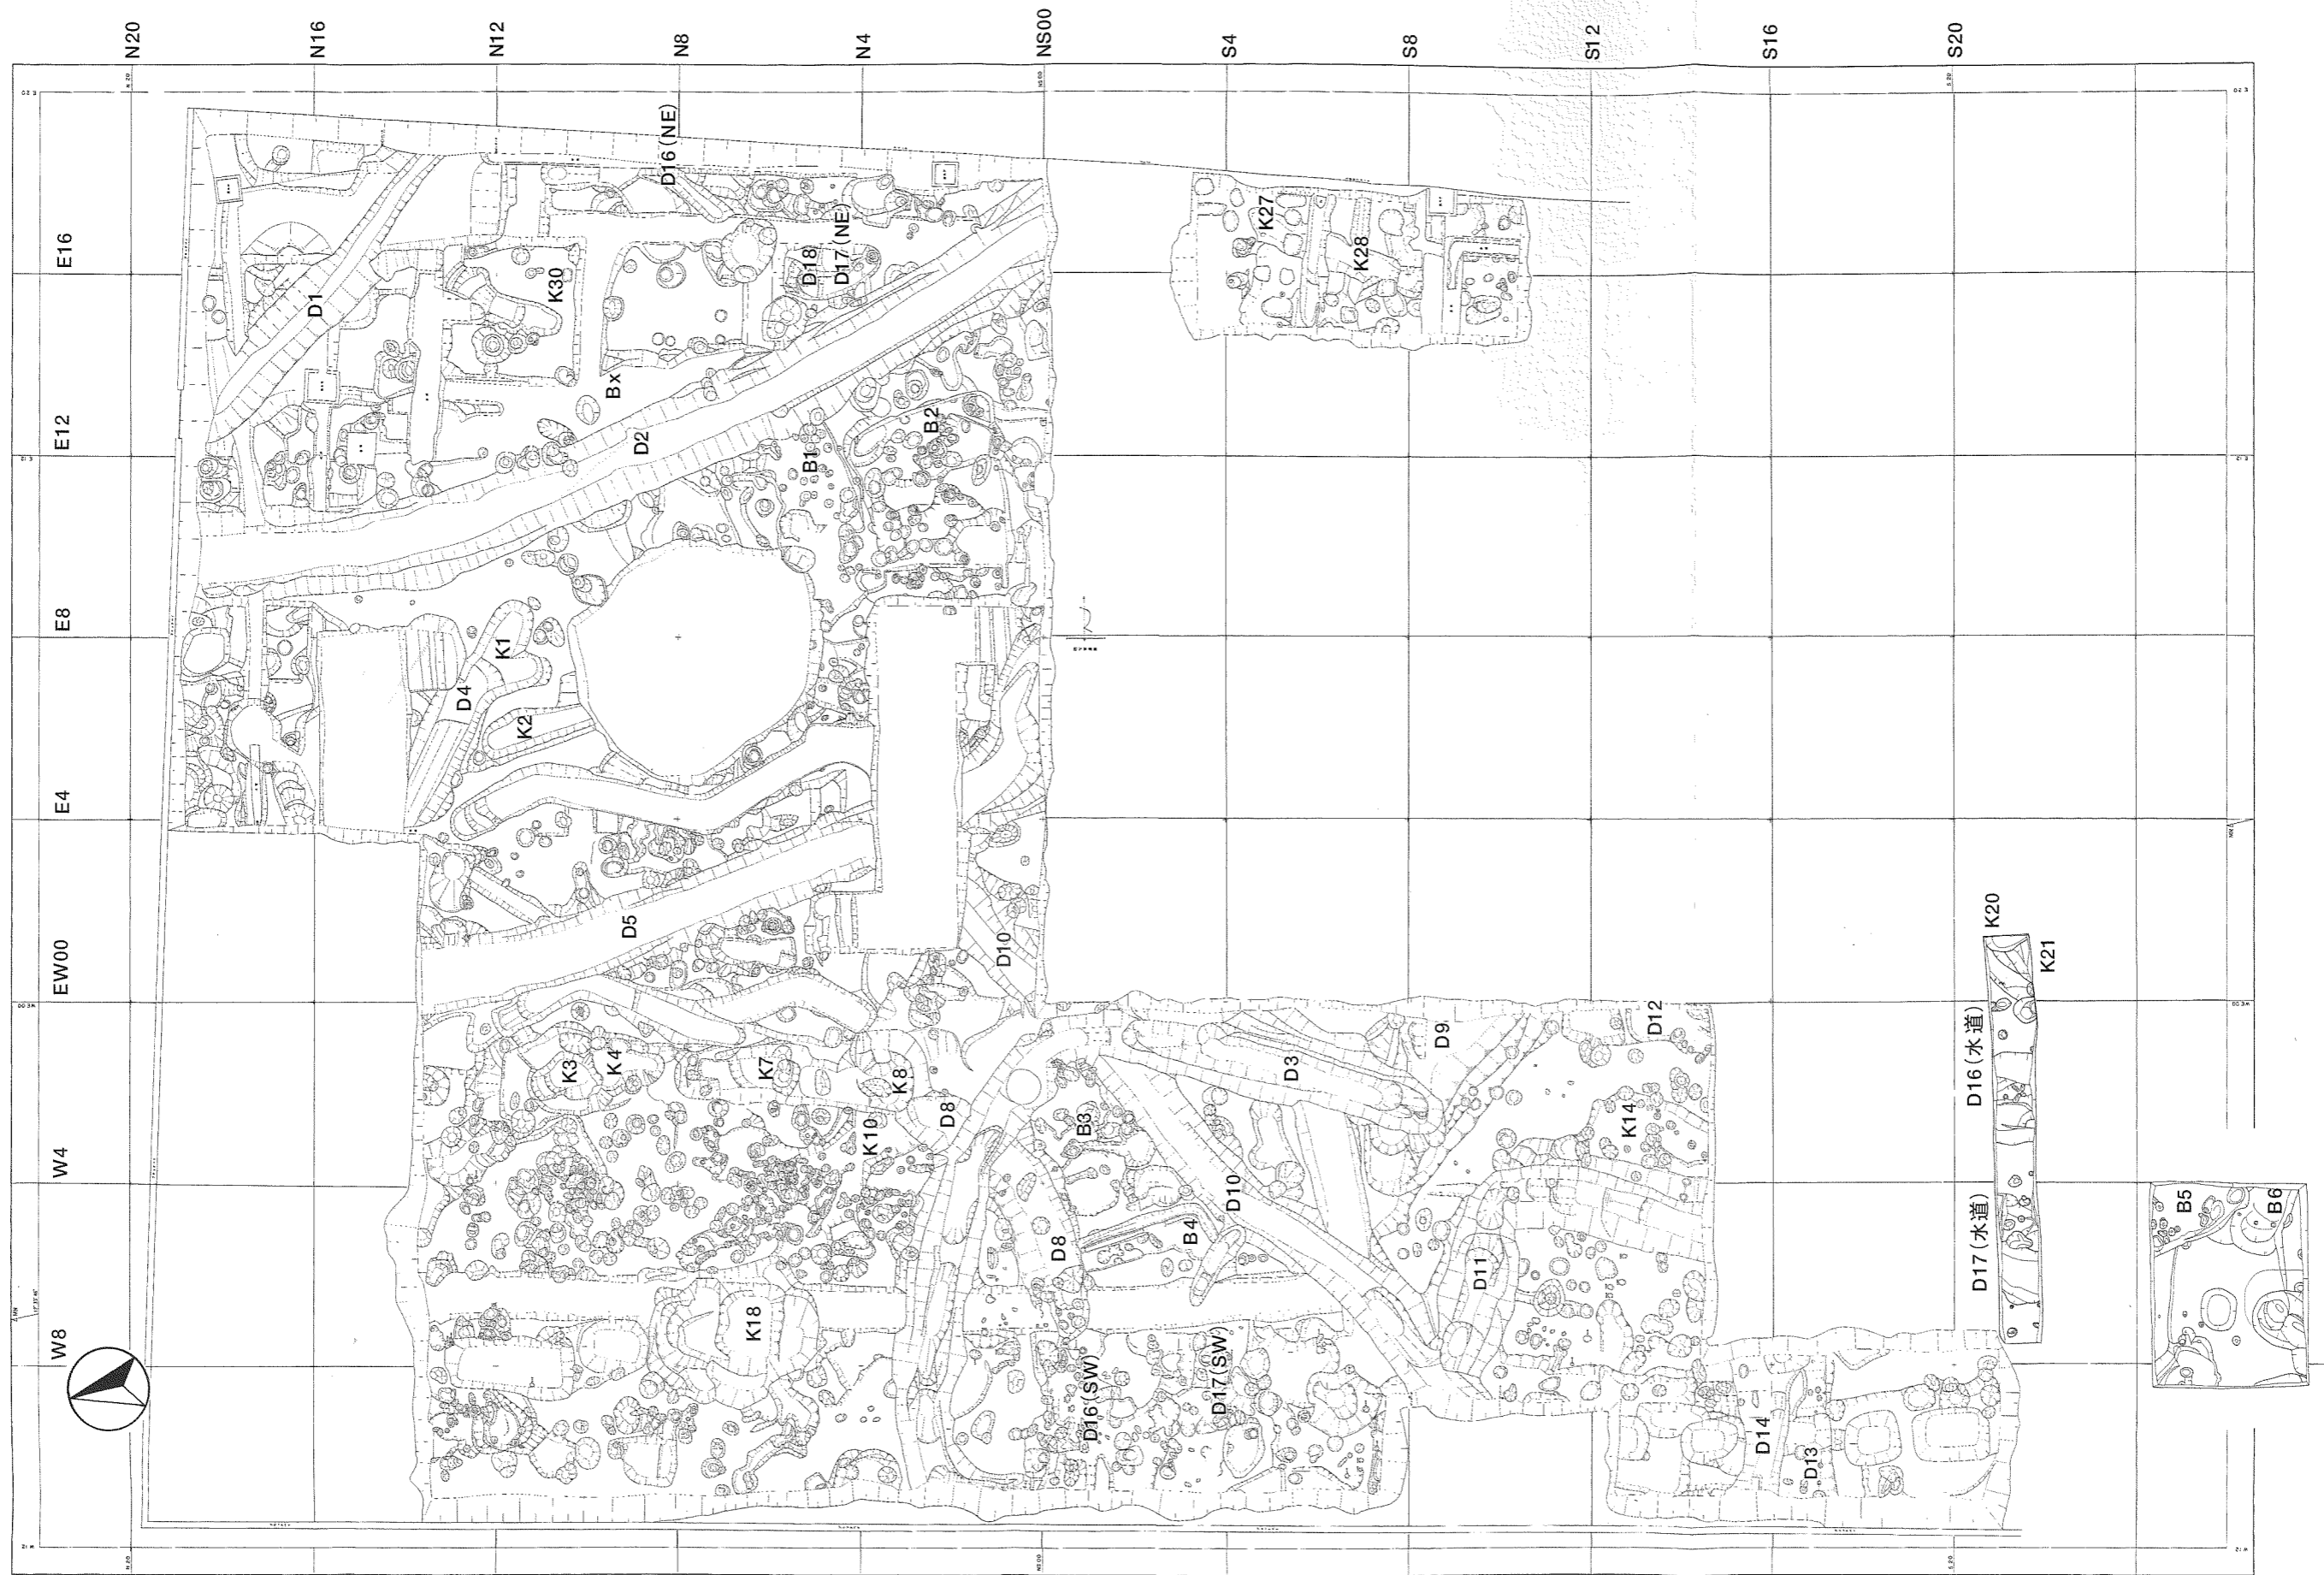 N20
N16
N12
N8
N4
NS00
S4
S8
S12
S16
S20
E16
E12
E8
E4
EW00
W4
W8
D16(NE)
D1
K30
D18
D17(NE)
K27
K28
Bx
D2
B1
B2
K1
D4
K2
D5
D10
K20
K21
D16(水道)
D12
D9
D3
K3
K4
K7
K8
D8
K10
B3
K14
D10
D8
B4
D11
D17(水道)
B5
B6
K18
D16(SW)
D17(SW)
D14
D13